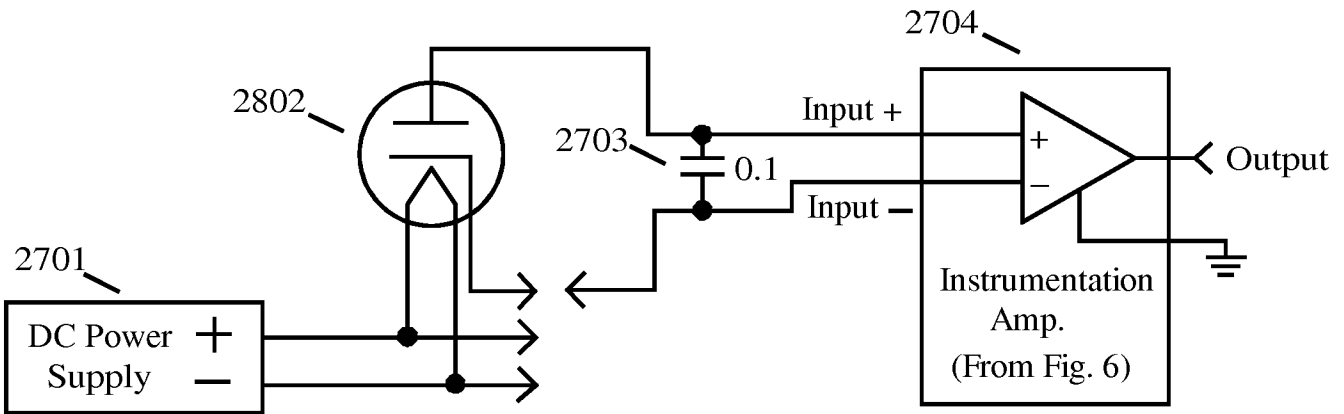 2704
2802
2703
Input +
+
0.1
Output
−
Input −
2701
DC Power +
Supply −
Instrumentation
Amp.
(From Fig. 6)